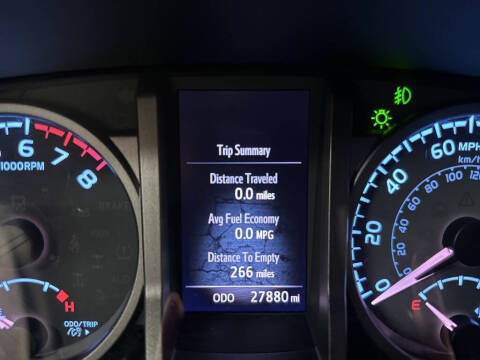 Trip Summary
Distance Traveled
0.0 miles
Avg Fuel Economy
0.0 MPG
Distance To Empty
266 miles
ODO 27880 mi
6 7 8
x1000RPM
H
ODO/TRIP
0 20 40 60 MPH
km/h
80 100 120
E